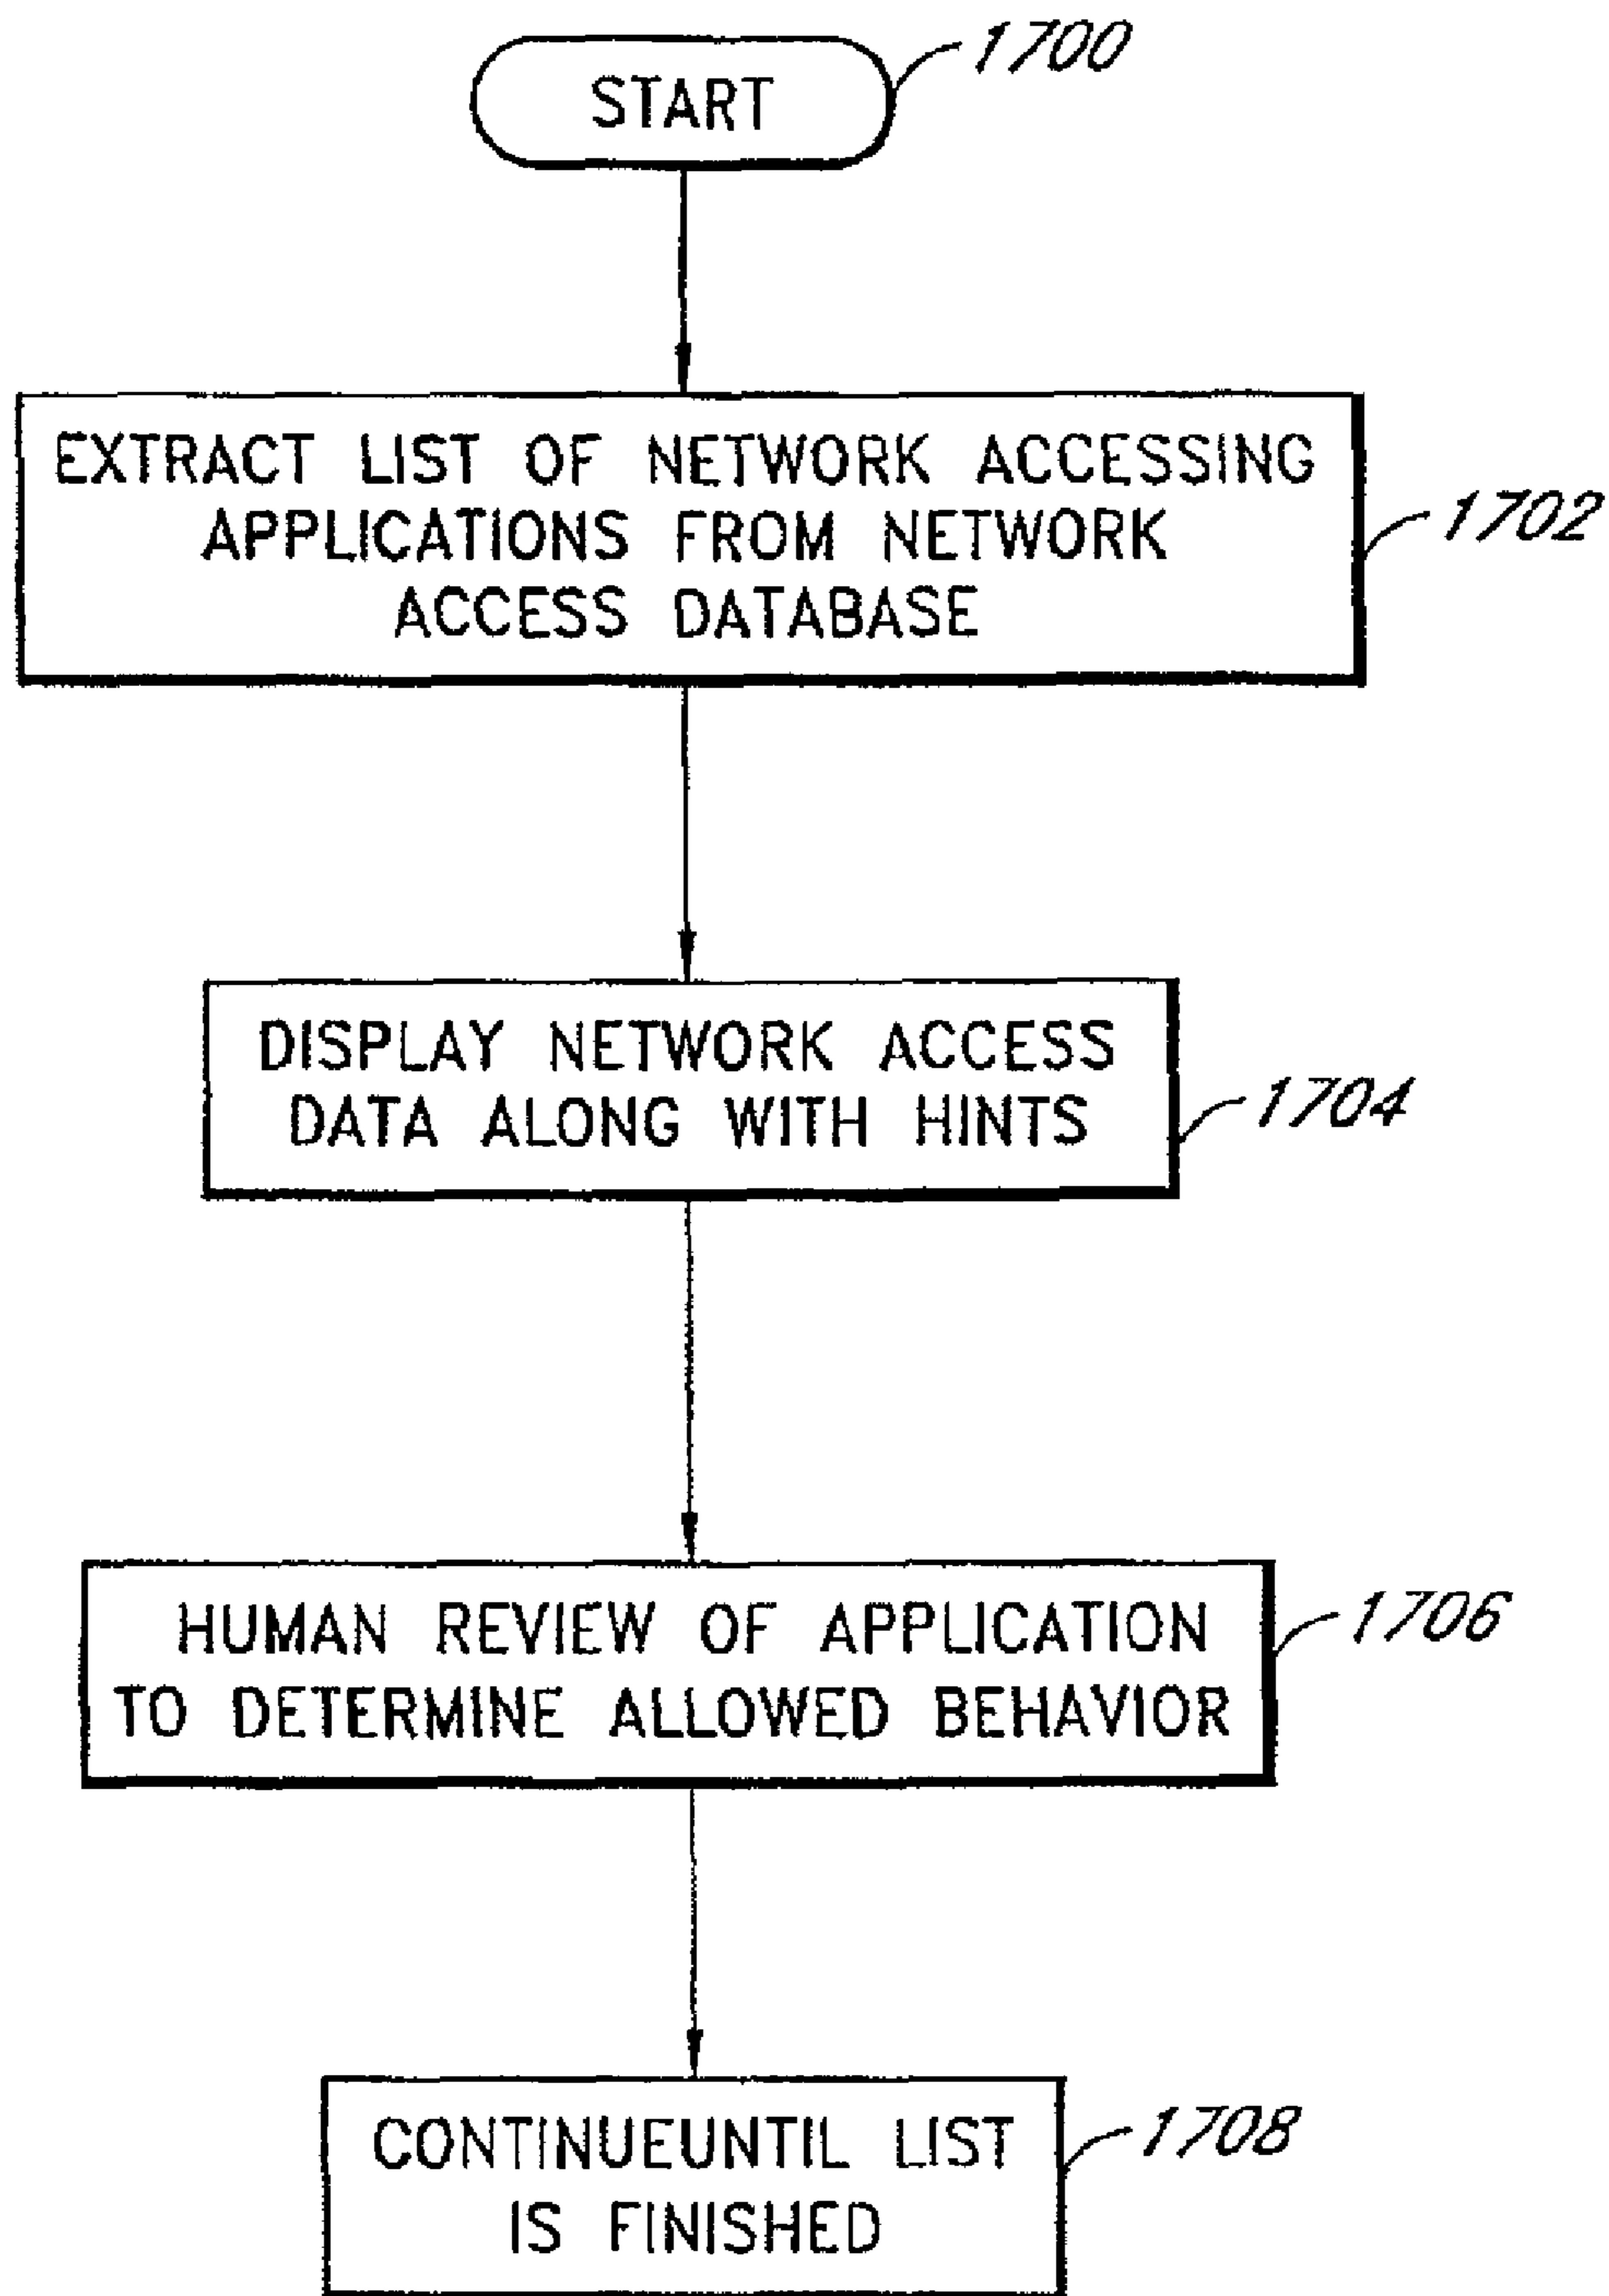 START
1700
EXTRACT LIST OF NETWORK ACCESSING
APPLICATIONS FROM NETWORK
ACCESS DATABASE
1702
DISPLAY NETWORK ACCESS
DATA ALONG WITH HINTS
1704
HUMAN REVIEW OF APPLICATION
TO DETERMINE ALLOWED BEHAVIOR
1706
CONTINUEUNTIL LIST
IS FINISHED
1708